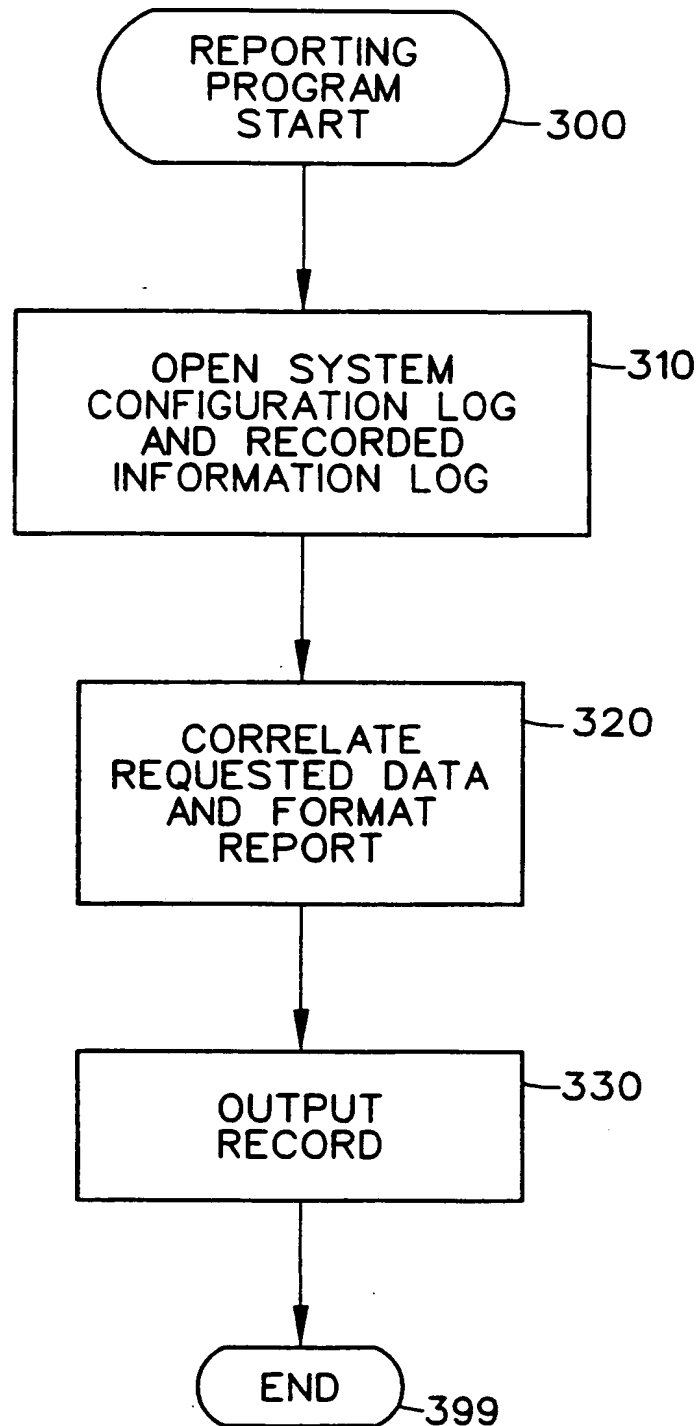 REPORTING
PROGRAM
START
300
OPEN SYSTEM
CONFIGURATION LOG
AND RECORDED
INFORMATION LOG
310
CORRELATE
REQUESTED DATA
AND FORMAT
REPORT
320
OUTPUT
RECORD
330
END
399